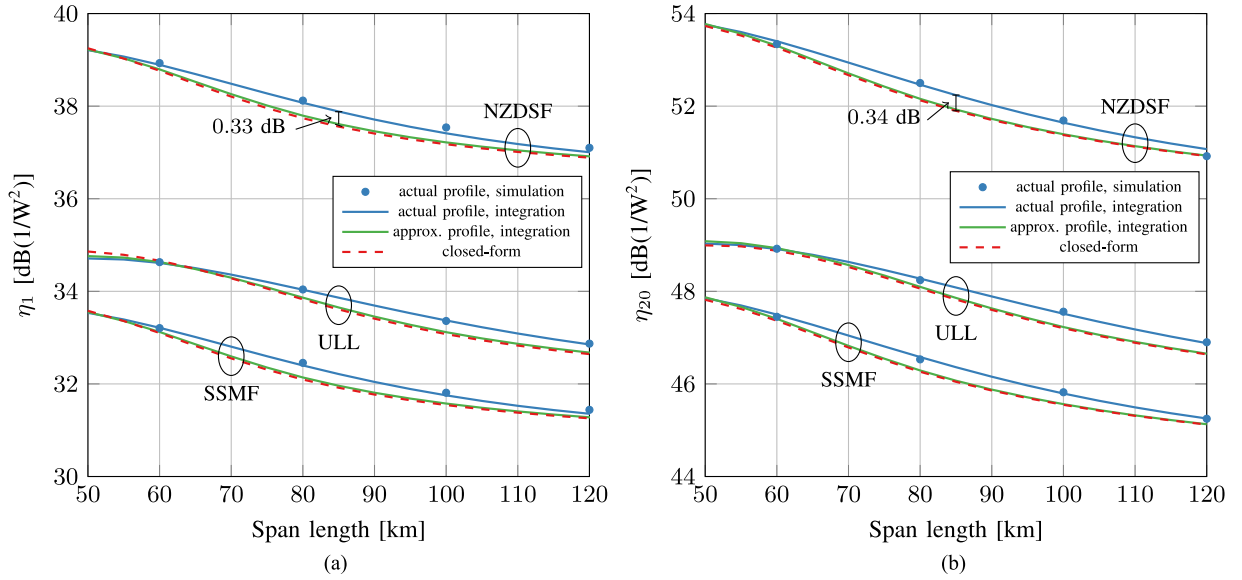 40
38
36
34
32
30
50
60
70
80
90
100
110
120
η1 [dB(1/W²)]
Span length [km]
0.33 dB
NZDSF
actual profile, simulation
actual profile, integration
approx. profile, integration
closed-form
ULL
SSMF
(a)
54
52
50
48
46
44
50
60
70
80
90
100
110
120
η20 [dB(1/W²)]
Span length [km]
0.34 dB
NZDSF
actual profile, simulation
actual profile, integration
approx. profile, integration
closed-form
ULL
SSMF
(b)